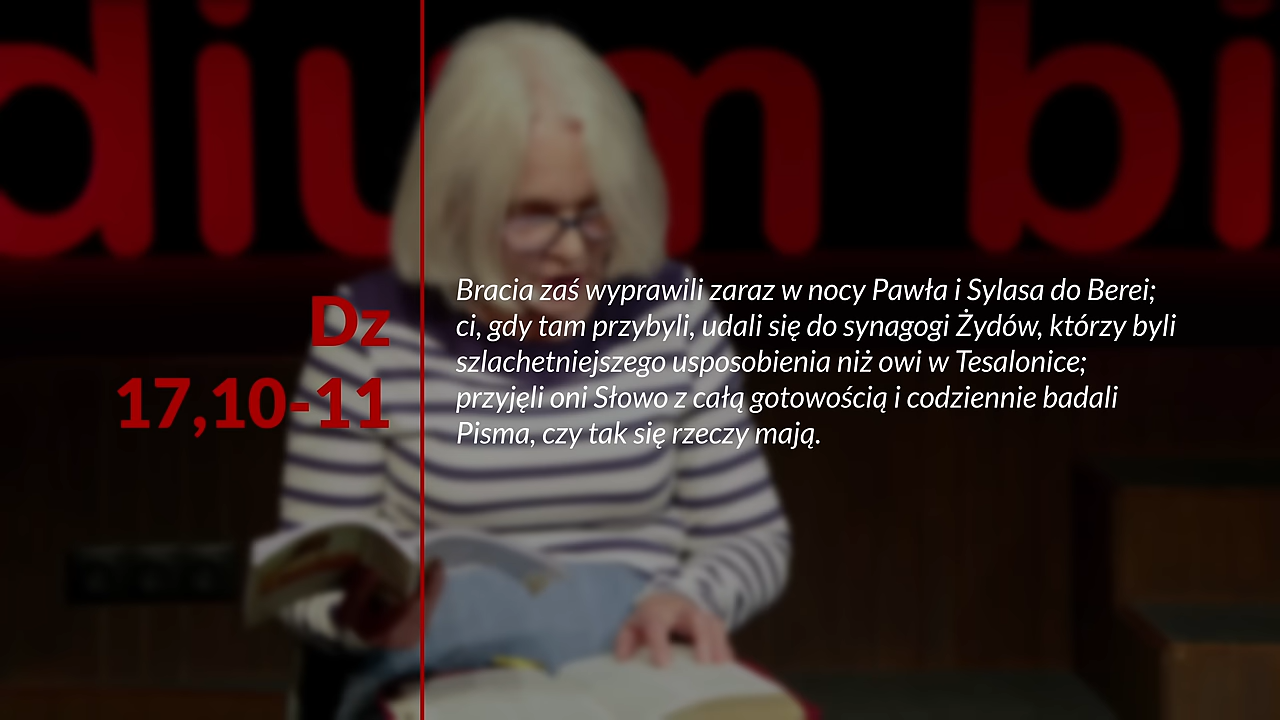 dium bi
Dz
17,10-11
Bracia zaś wyprawili zaraz w nocy Pawła i Sylasa do Berei;
ci, gdy tam przybyli, udali się do synagogi Żydów, którzy byli
szlachetniejszego usposobienia niż owi w Tesalonice;
przyjęli oni Słowo z całą gotowością i codziennie badali
Pisma, czy tak się rzeczy mają.